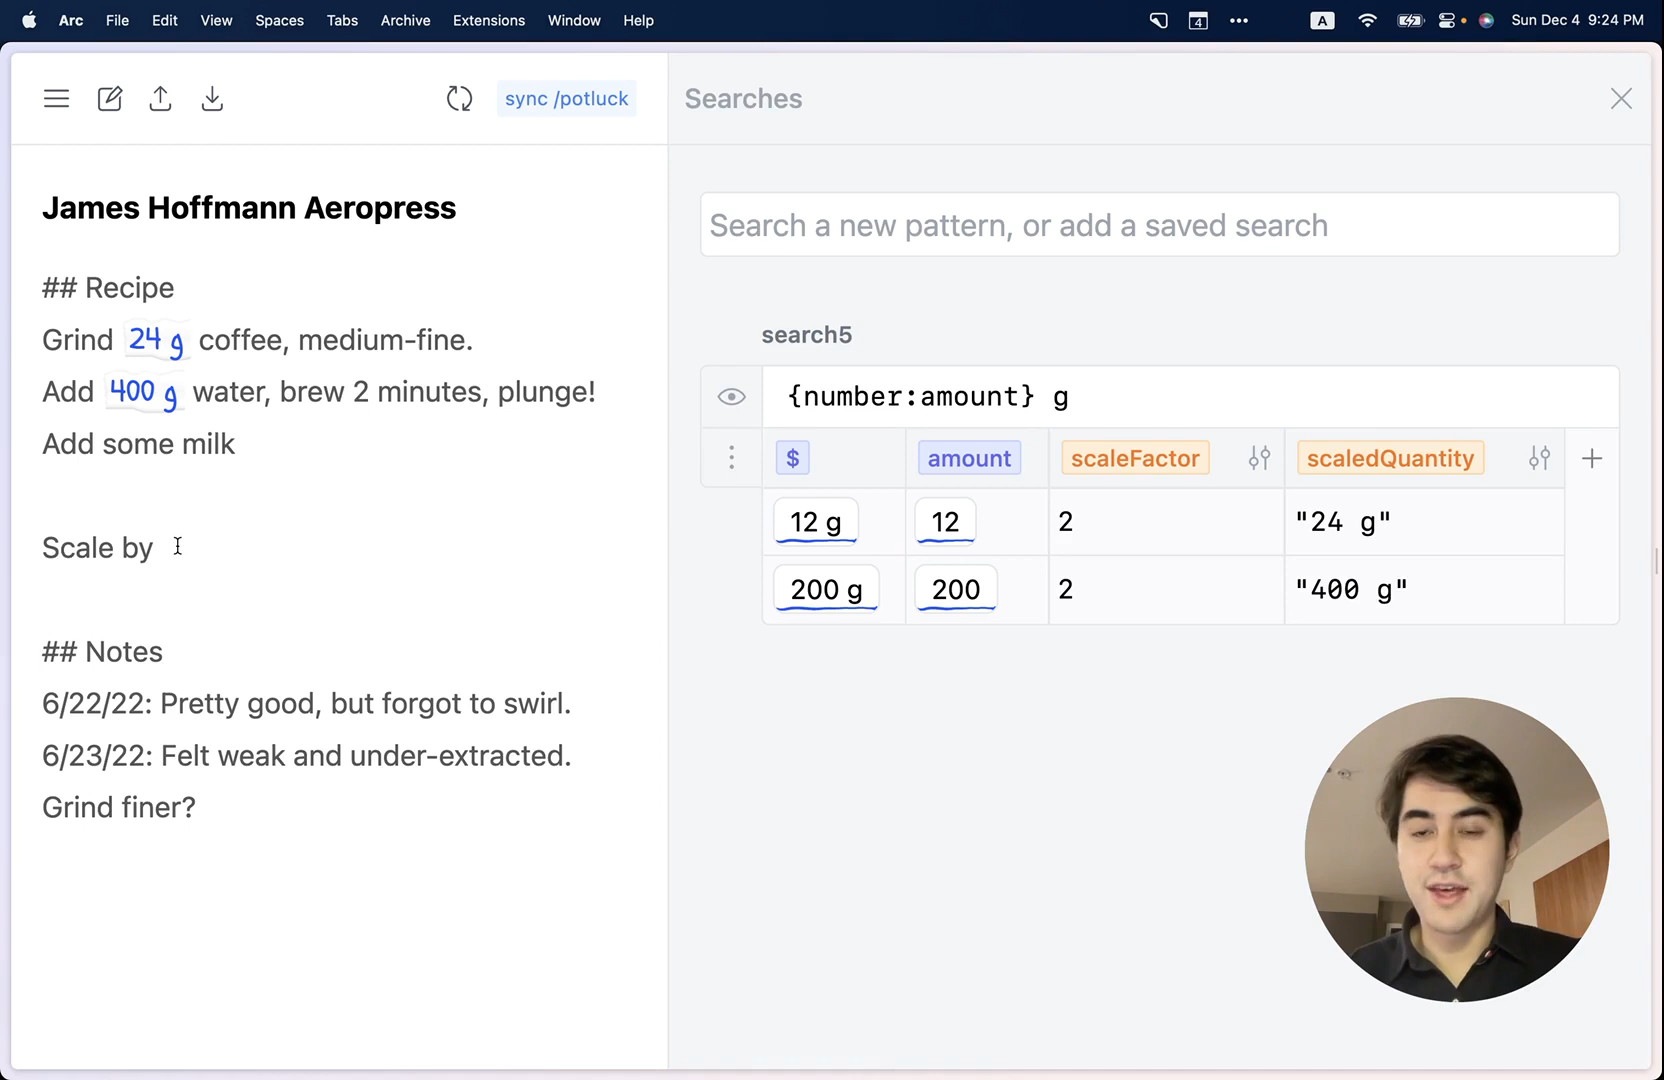 Arc File Edit View Spaces Tabs Archive Extensions Window Help 4 A Sun Dec 4 9:24 PM
sync /potluck
Searches
James Hoffmann Aeropress
## Recipe
Grind 24 g coffee, medium-fine.
Add 400 g water, brew 2 minutes, plunge!
Add some milk
Scale by
## Notes
6/22/22: Pretty good, but forgot to swirl.
6/23/22: Felt weak and under-extracted.
Grind finer?
Search a new pattern, or add a saved search
search5
{number:amount} g
$ amount scaleFactor scaledQuantity
12 g 12 2 "24 g"
200 g 200 2 "400 g"